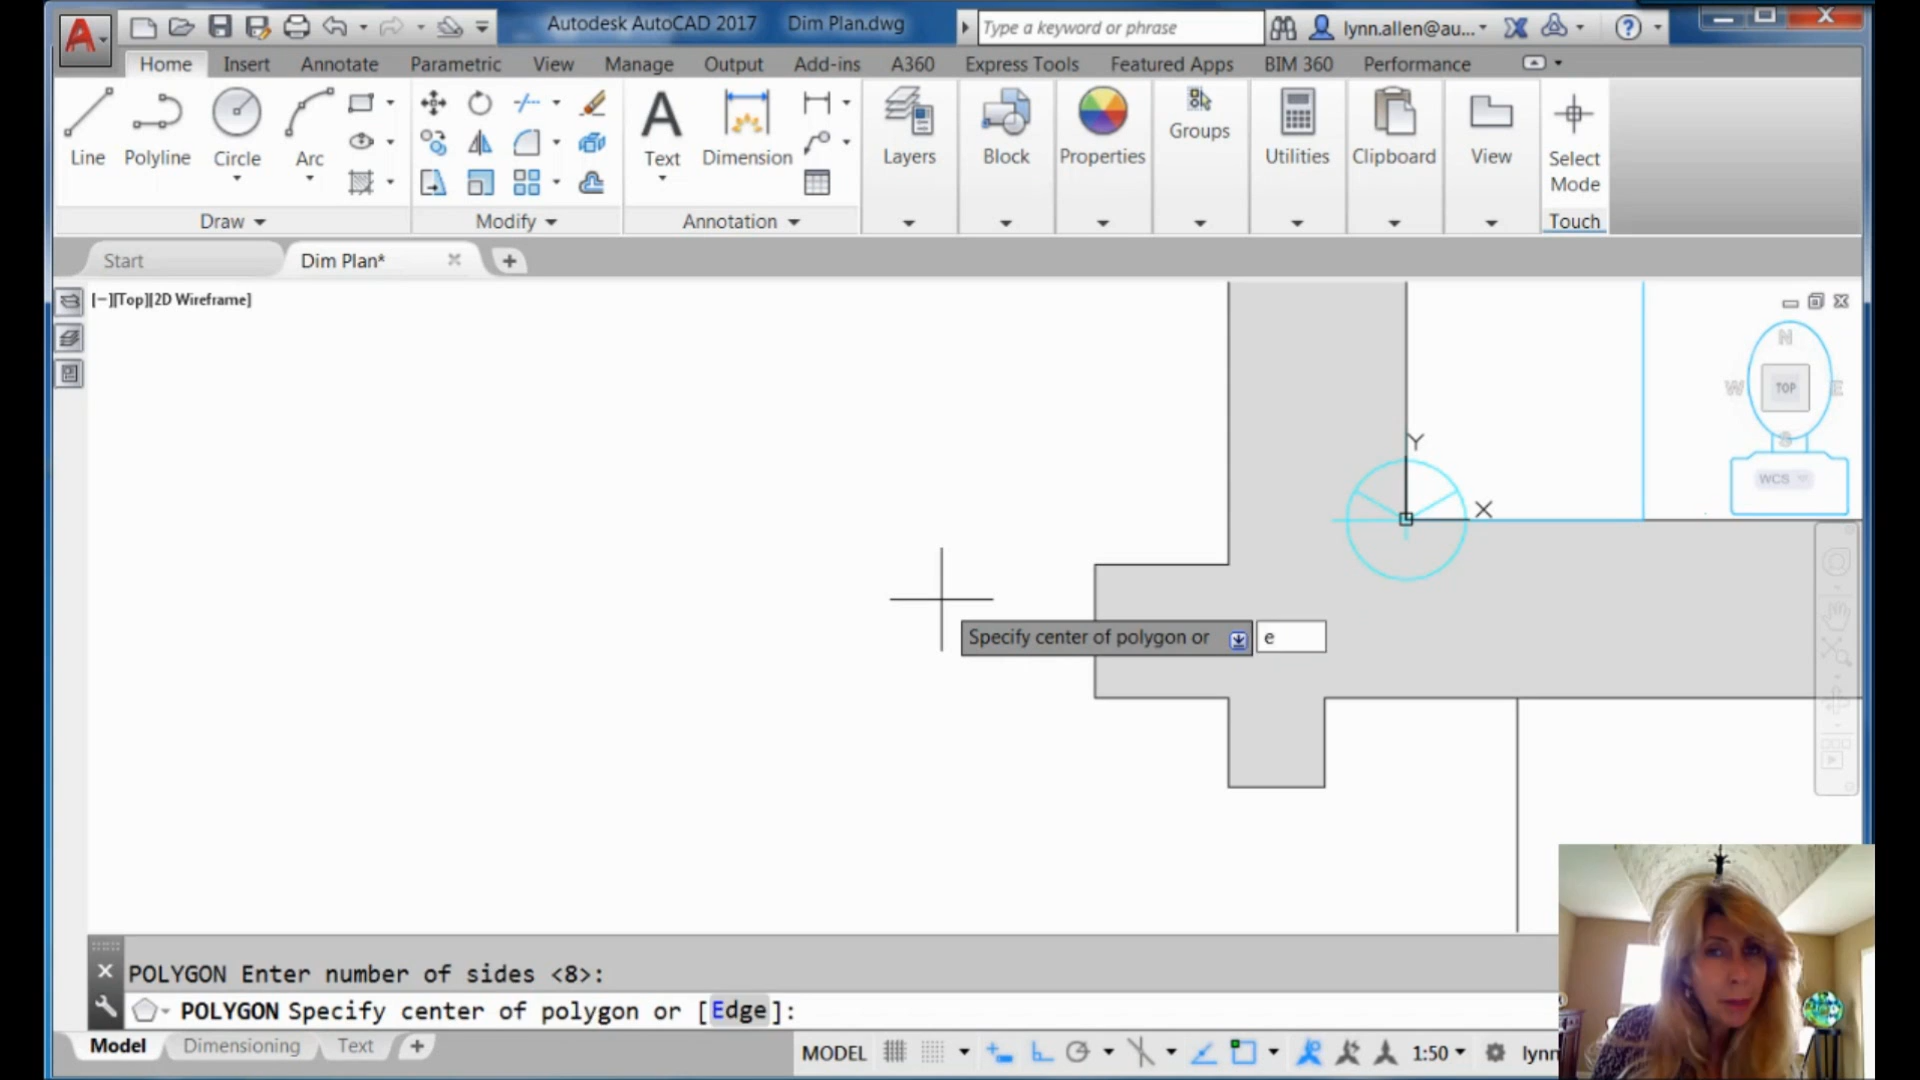 Autodesk AutoCAD 2017 Dim Plan.dwg
Type a keyword or phrase
lynn.allen@au...
Home Insert Annotate Parametric View Manage Output Add-ins A360 Express Tools Featured Apps BIM 360 Performance
Line Polyline Circle Arc
Text Dimension
Layers Block Properties Groups Utilities Clipboard View Select Mode
Draw Modify Annotation Touch
Start Dim Plan*
[−][Top][2D Wireframe]
N
W TOP E
S
WCS
Y
X
Specify center of polygon or e
POLYGON Enter number of sides <8>:
POLYGON Specify center of polygon or [Edge]:
Model Dimensioning Text
MODEL 1:50 lynn